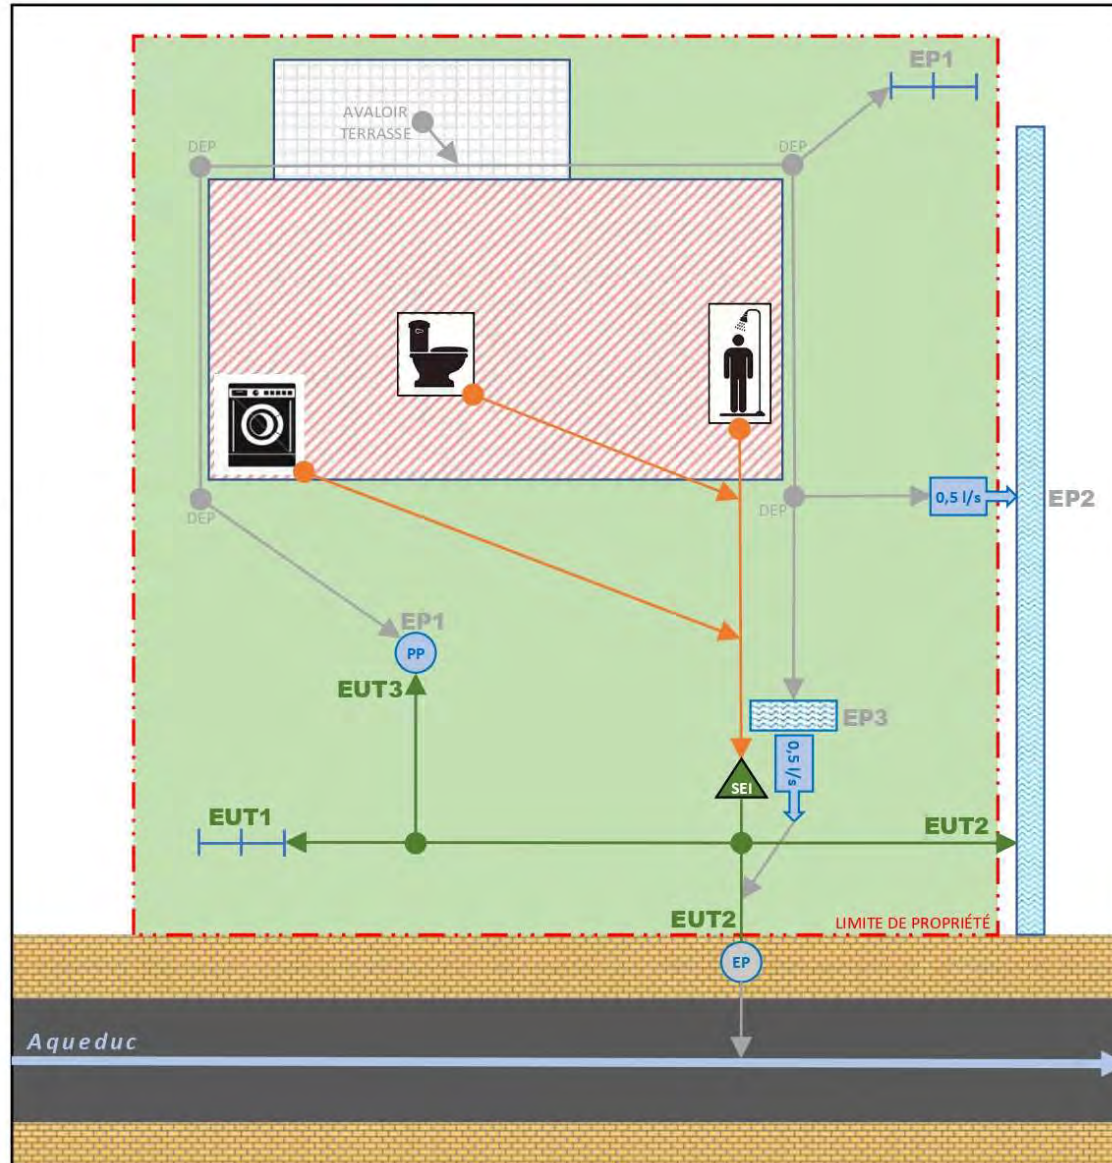 EP1
AVALOIR
TERRASSE
DEP
DEP
0,5 l/s
EP2
DEP
DEP
EP1
PP
EUT3
EP3
0,5 l/s
SEI
EUT1
EUT2
EUT2
LIMITE DE PROPRIÉTÉ
EP
Aqueduc